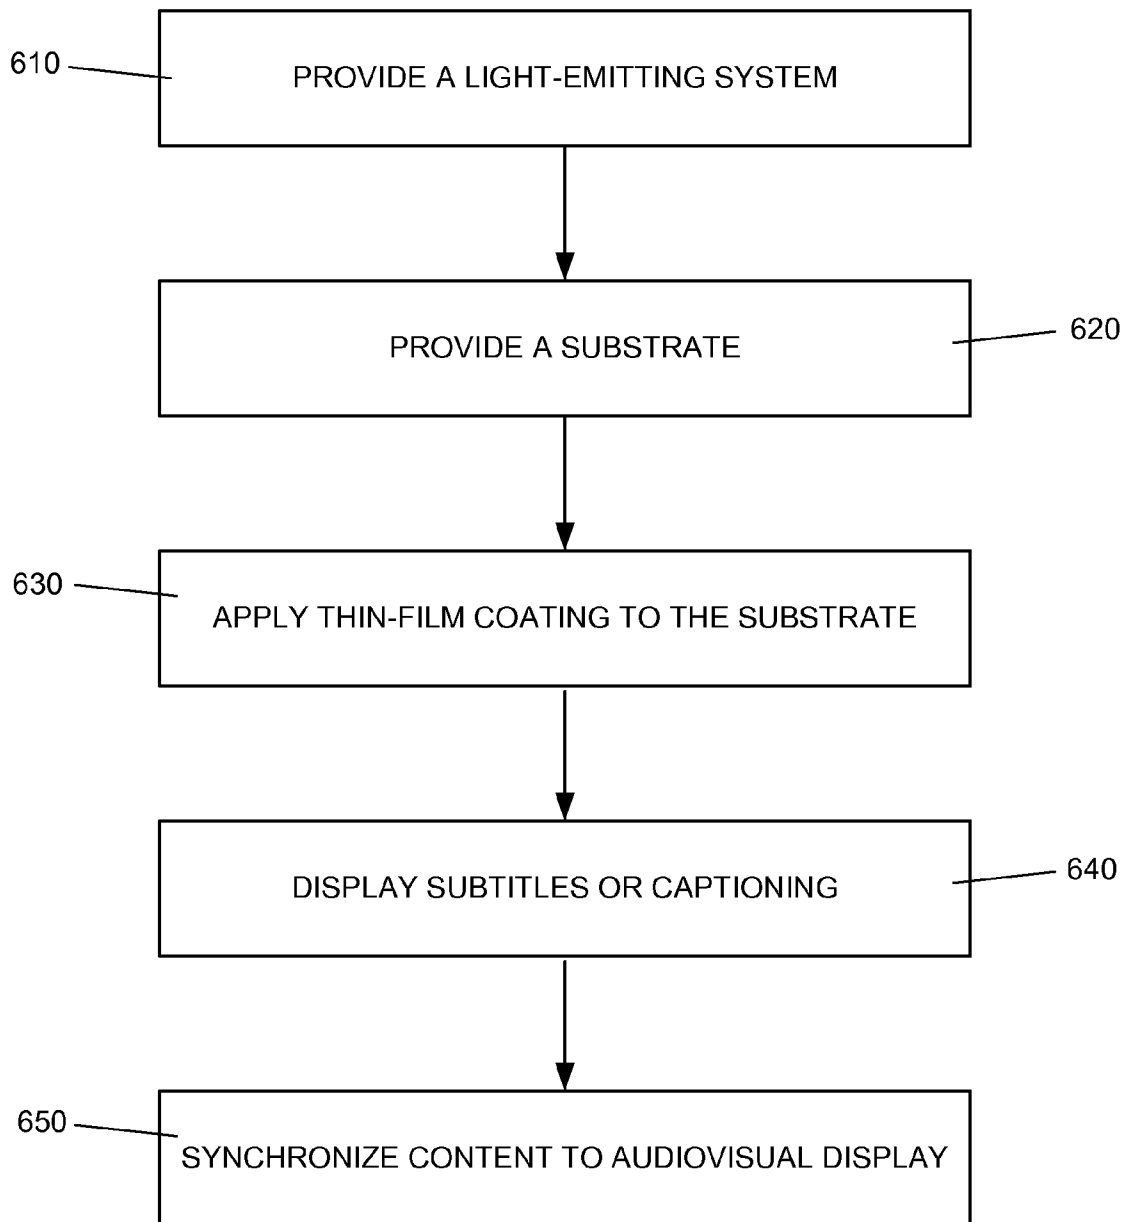 610
PROVIDE A LIGHT-EMITTING SYSTEM
PROVIDE A SUBSTRATE
620
630
APPLY THIN-FILM COATING TO THE SUBSTRATE
DISPLAY SUBTITLES OR CAPTIONING
640
650
SYNCHRONIZE CONTENT TO AUDIOVISUAL DISPLAY